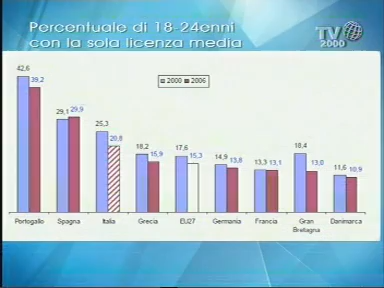 Percentuale di 18-24enni
con la sola licenza media
TV
2000
2000 2006
42,6
39,2
29,1
29,9
25,3
20,8
18,2
15,9
17,6
15,3
14,9
13,8
13,3
13,1
18,4
13,0
11,6
10,9
Portogallo
Spagna
Italia
Grecia
EU27
Germania
Francia
Gran
Bretagna
Danimarca